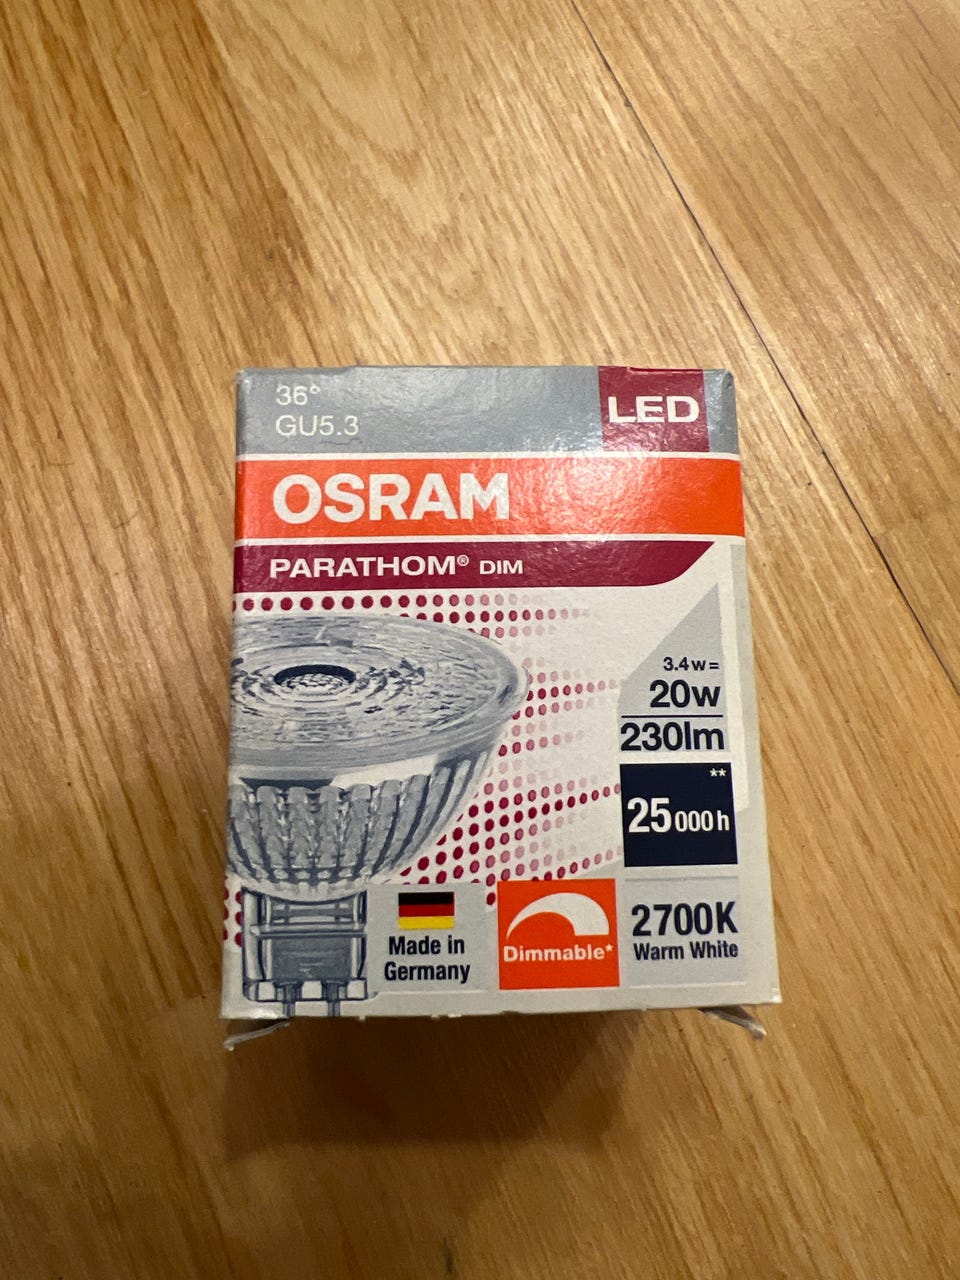 36°
GU5.3
LED
OSRAM
PARATHOM® DIM
3.4w=
20w
230lm
**
25 000 h
Made in
Germany
Dimmable*
2700K
Warm White